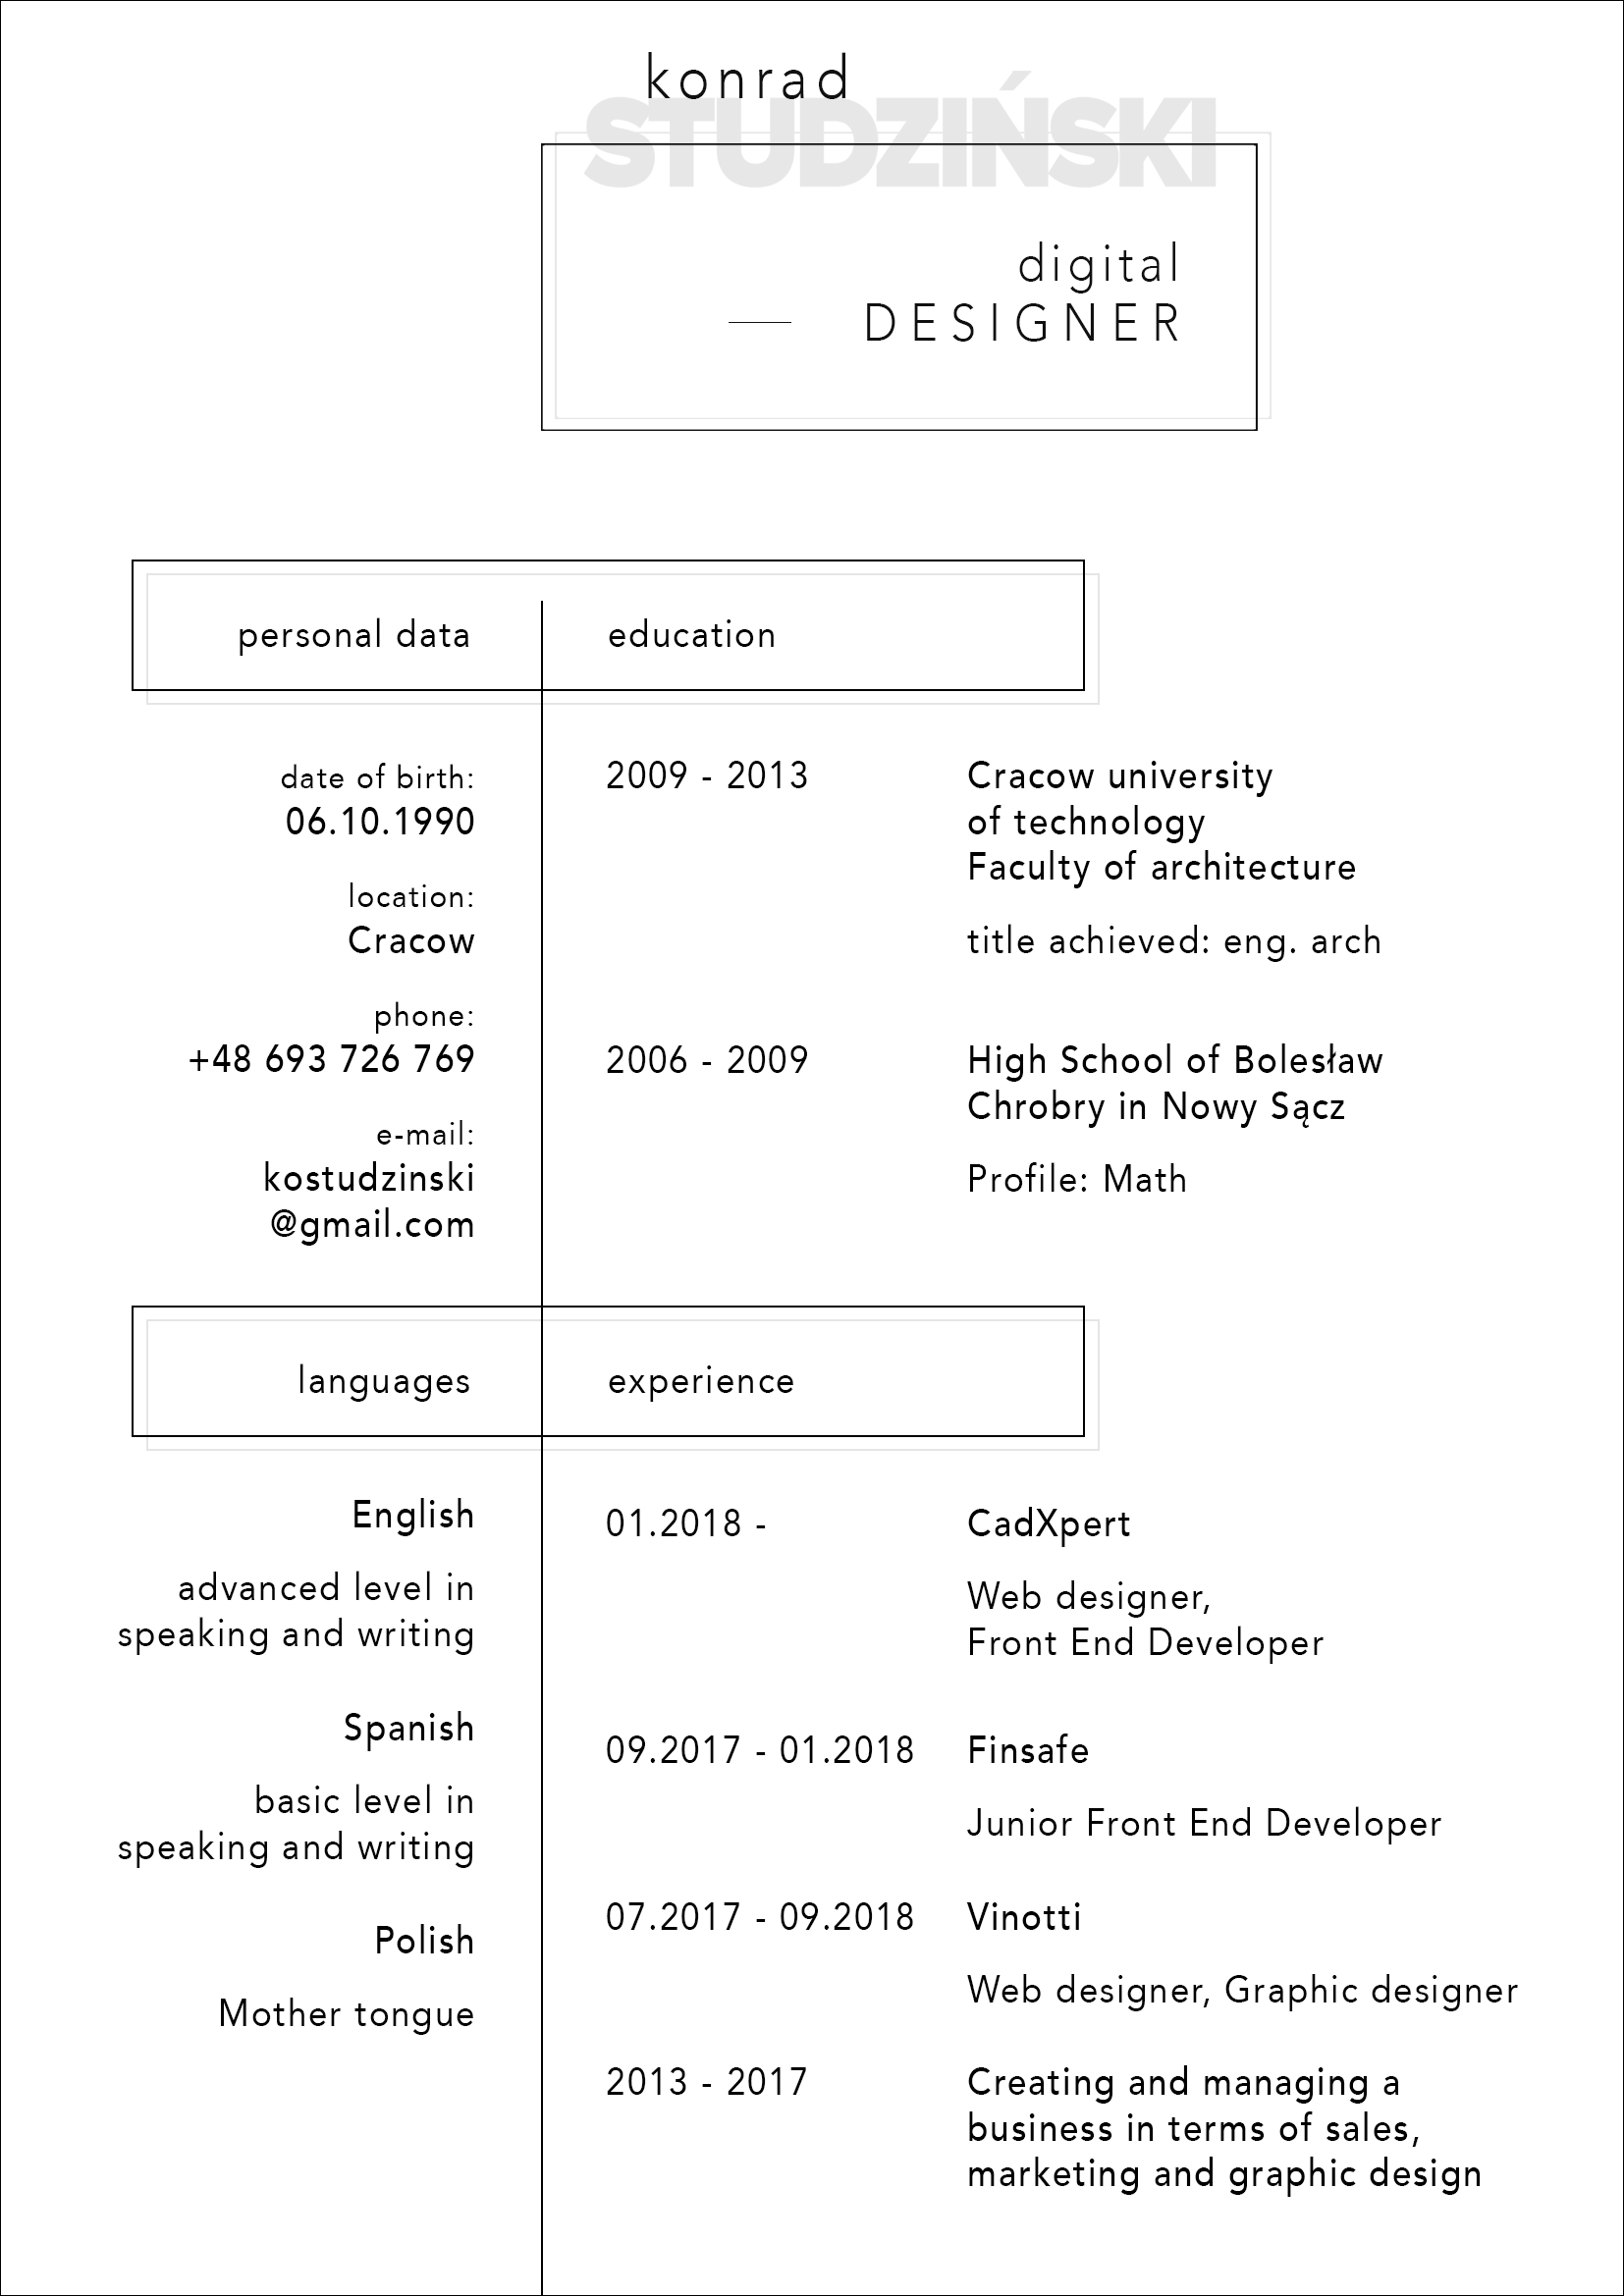 konrad
STUDZIŃSKI
digital
DESIGNER
personal data
date of birth:
06.10.1990
location:
Cracow
phone:
+48 693 726 769
e-mail:
kostudzinski
@gmail.com
education
2009 - 2013
Cracow university
of technology
Faculty of architecture
title achieved: eng. arch
2006 - 2009
High School of Bolesław
Chrobry in Nowy Sącz
Profile: Math
languages
English
advanced level in
speaking and writing
Spanish
basic level in
speaking and writing
Polish
Mother tongue
experience
01.2018 -
CadXpert
Web designer,
Front End Developer
09.2017 - 01.2018
Finsafe
Junior Front End Developer
07.2017 - 09.2018
Vinotti
Web designer, Graphic designer
2013 - 2017
Creating and managing a
business in terms of sales,
marketing and graphic design